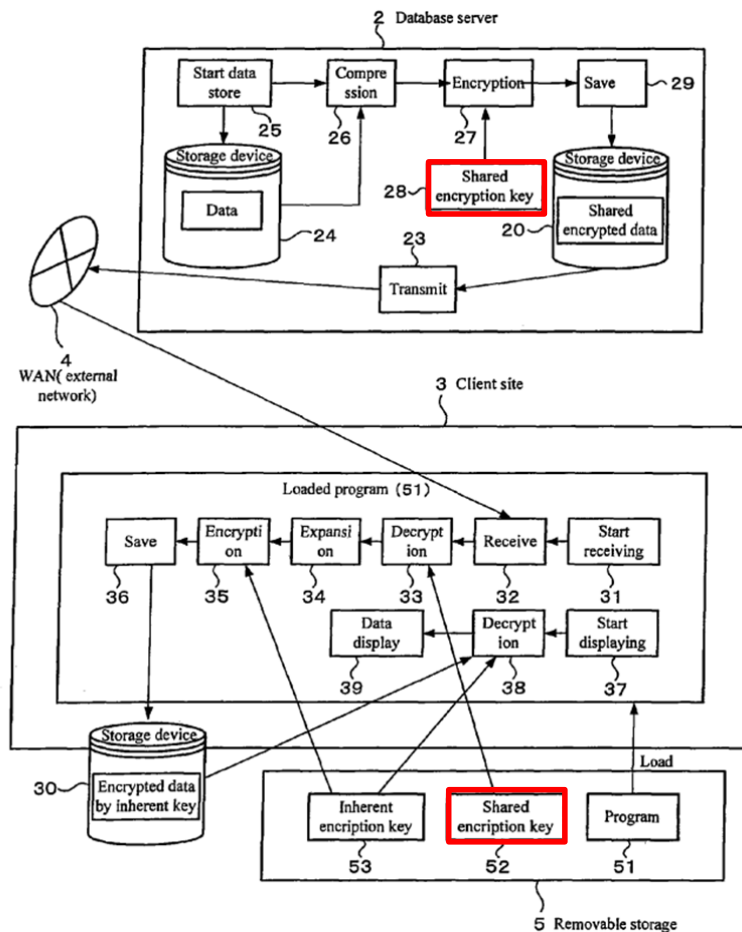 2 Database server
Start data
store
25
Compre
ssion
26
Encryption
27
Save
29
Storage device
Data
24
Shared
encryption key
28
Storage device
Shared
encrypted data
20
23
Transmit
4
WAN( external
network)
3 Client site
Loaded program (51)
Save
36
Encrypti
on
35
Expansi
on
34
Decrypt
ion
33
Receive
32
Start
receiving
31
Data
display
39
Decrypt
ion
38
Start
displaying
37
Storage device
Encrypted data
by inherent key
30
Load
Inherent
encription key
53
Shared
encription key
52
Program
51
5 Removable storage